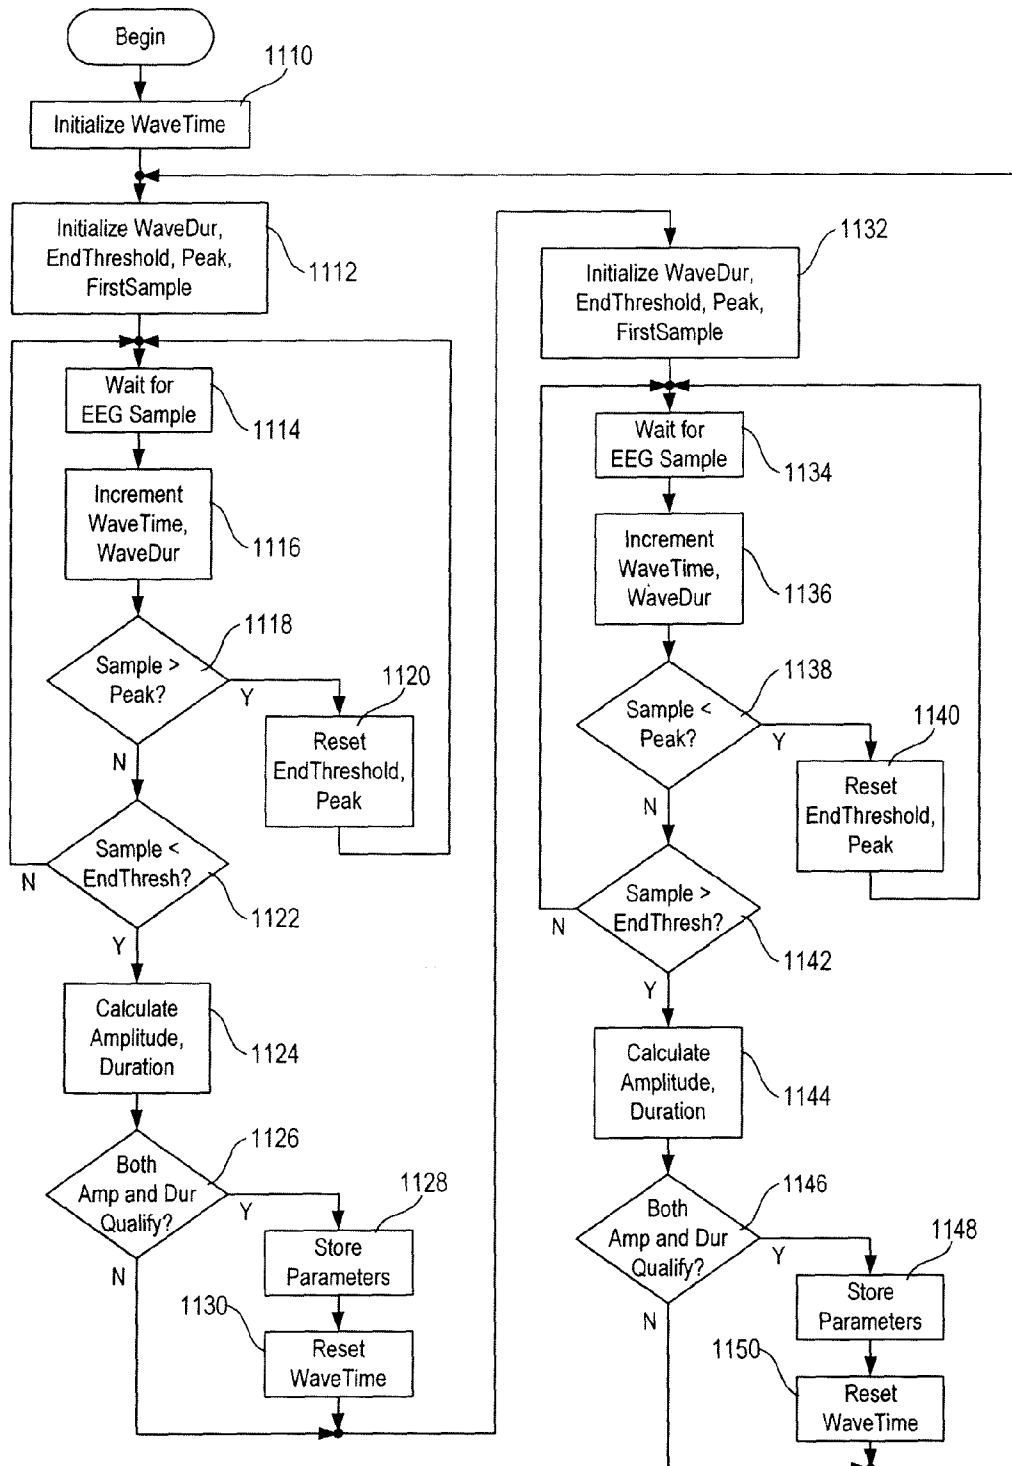 Begin
1110
Initialize WaveTime
Initialize WaveDur,
EndThreshold, Peak,
FirstSample
1112
Wait for
EEG Sample
1114
Increment
WaveTime,
WaveDur
1116
Sample >
Peak?
1118
Y
N
1120
Reset
EndThreshold,
Peak
Sample <
EndThresh?
1122
N
Y
Calculate
Amplitude,
Duration
1124
Both
Amp and Dur
Qualify?
1126
Y
N
1128
Store
Parameters
1130
Reset
WaveTime
1132
Initialize WaveDur,
EndThreshold, Peak,
FirstSample
Wait for
EEG Sample
1134
Increment
WaveTime,
WaveDur
1136
Sample <
Peak?
1138
Y
N
1140
Reset
EndThreshold,
Peak
Sample >
EndThresh?
1142
N
Y
Calculate
Amplitude,
Duration
1144
Both
Amp and Dur
Qualify?
1146
Y
N
1148
Store
Parameters
1150
Reset
WaveTime